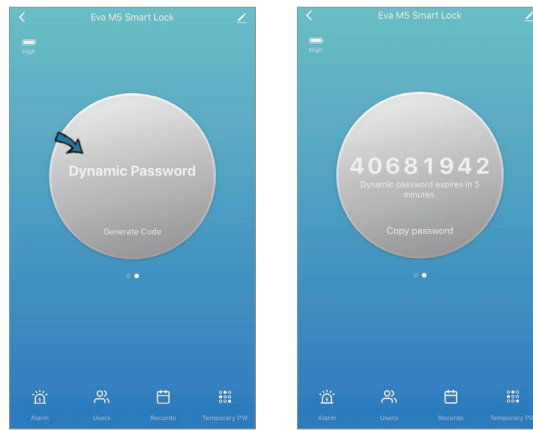 Eva M5 Smart Lock
High
Dynamic Password
Generate Code
Alarm
Users
Records
Temporary PW
Eva M5 Smart Lock
High
40681942
Dynamic password expires in 5
minutes.
Copy password
Alarm
Users
Records
Temporary PW